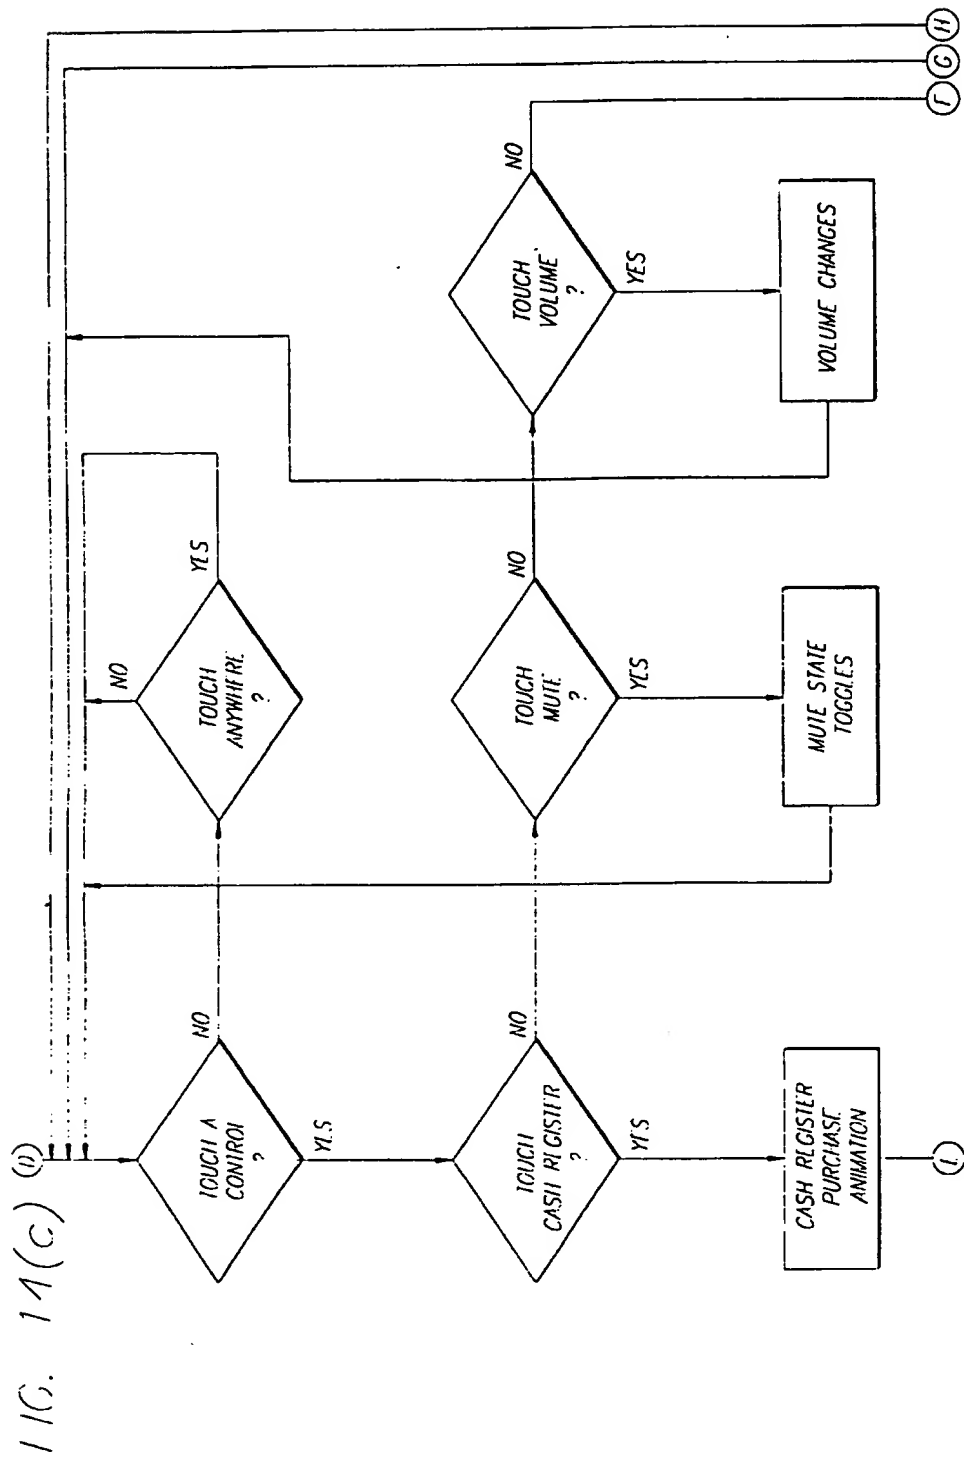 FIG. 14(c)
D
TOUCH A
CONTROL
?
NO
YES
TOUCH
ANYWHERE
?
NO
YES
TOUCH
CASH REGISTER
?
NO
YES
TOUCH
MUTE
?
NO
YES
TOUCH
VOLUME
?
NO
YES
CASH REGISTER
PURCHASE
ANIMATION
MUTE STATE
TOGGLES
VOLUME CHANGES
G
H